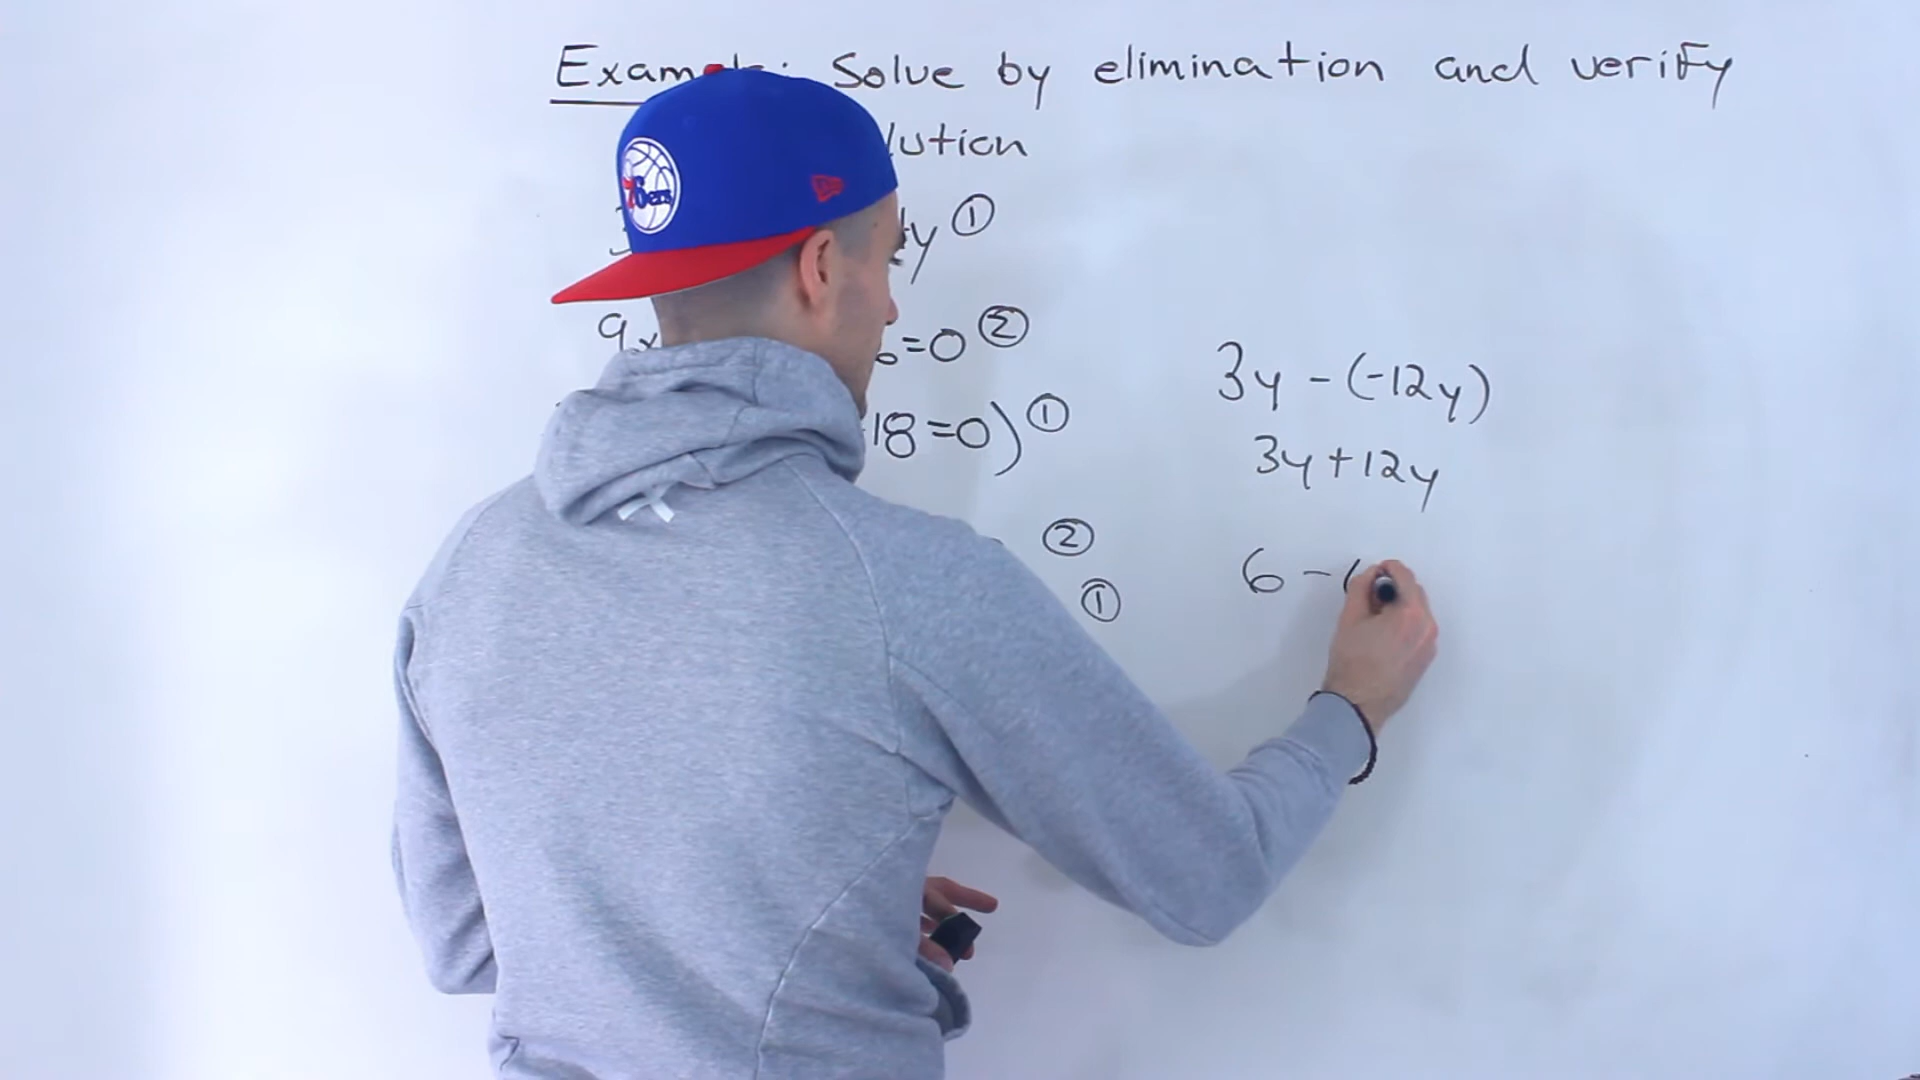 Example: Solve by elimination and verify
lution
y ①
9x =0 ②
18=0) ①
②
①
3y - (-12y)
3y+12y
6 - (
76ers